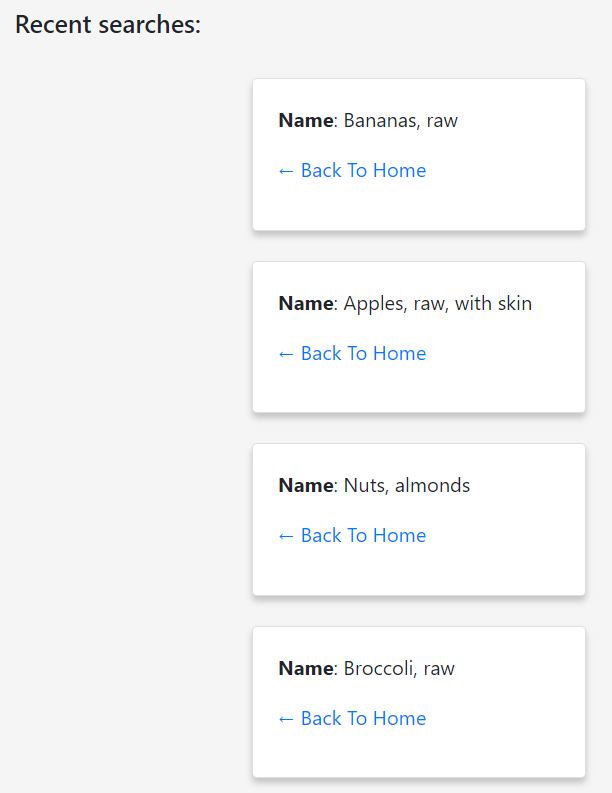 Recent searches:
Name: Bananas, raw
← Back To Home
Name: Apples, raw, with skin
← Back To Home
Name: Nuts, almonds
← Back To Home
Name: Broccoli, raw
← Back To Home